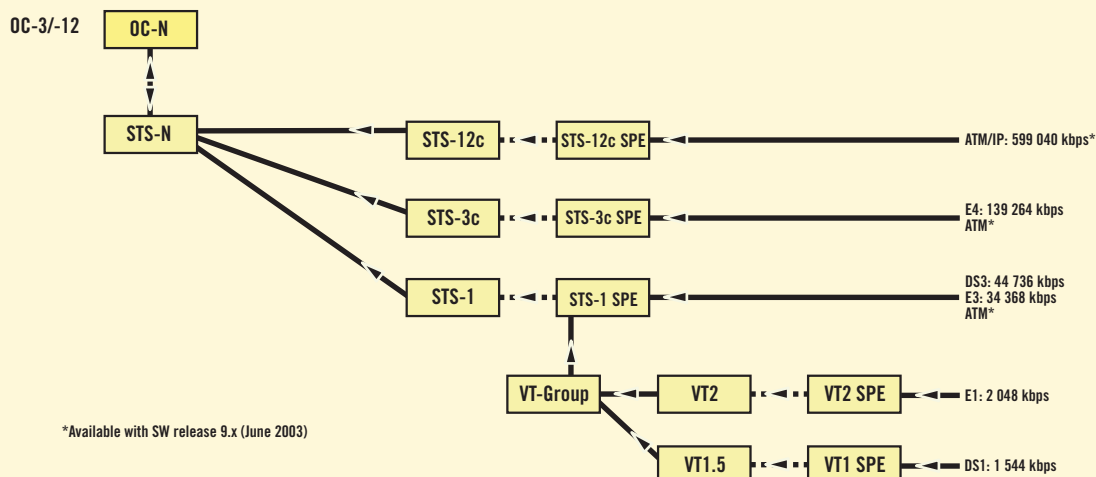 OC-3/-12
OC-N
STS-N
STS-12c
STS-12c SPE
ATM/IP: 599 040 kbps*
STS-3c
STS-3c SPE
E4: 139 264 kbps
ATM*
STS-1
STS-1 SPE
DS3: 44 736 kbps
E3: 34 368 kbps
ATM*
VT-Group
VT2
VT2 SPE
E1: 2 048 kbps
*Available with SW release 9.x (June 2003)
VT1.5
VT1 SPE
DS1: 1 544 kbps